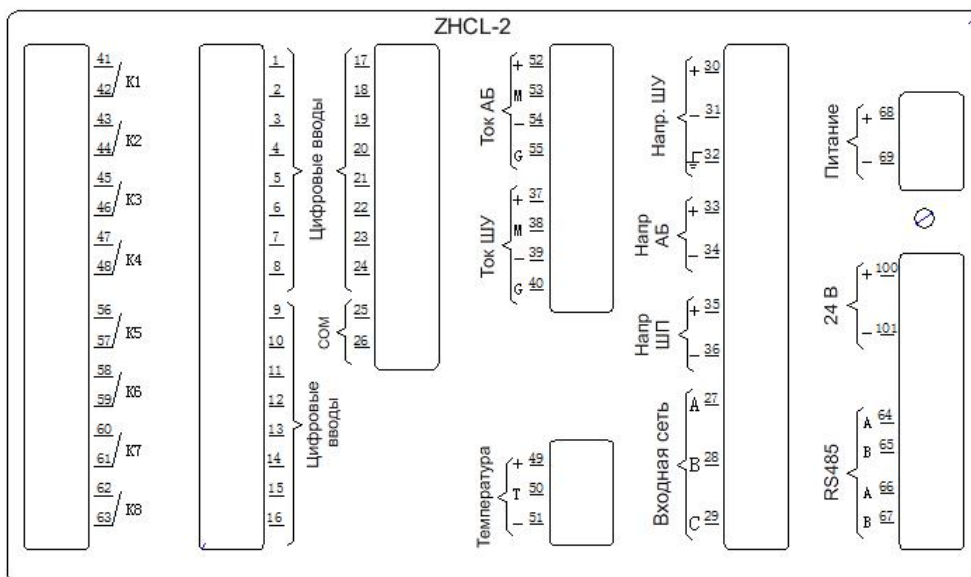 ZHCL-2
41
42
K1
43
44
K2
45
46
K3
47
48
K4
56
57
K5
58
59
K6
60
61
K7
62
63
K8
1
2
3
4
5
6
7
8
Цифровые вводы
9
10
11
12
13
14
15
16
Цифровые
вводы
17
18
19
20
21
22
23
24
Цифровые вводы
25
26
COM
Ток АБ
+ 52
M 53
− 54
G 55
Ток ШУ
+ 37
M 38
− 39
G 40
Температура
+ 49
T 50
− 51
Напр. ШУ
+ 30
− 31
32
Напр
АБ
+ 33
− 34
Напр
ШП
+ 35
− 36
Входная сеть
A 27
B 28
C 29
Питание
+ 68
− 69
24 В
+ 100
− 101
RS485
A 64
B 65
A 66
B 67